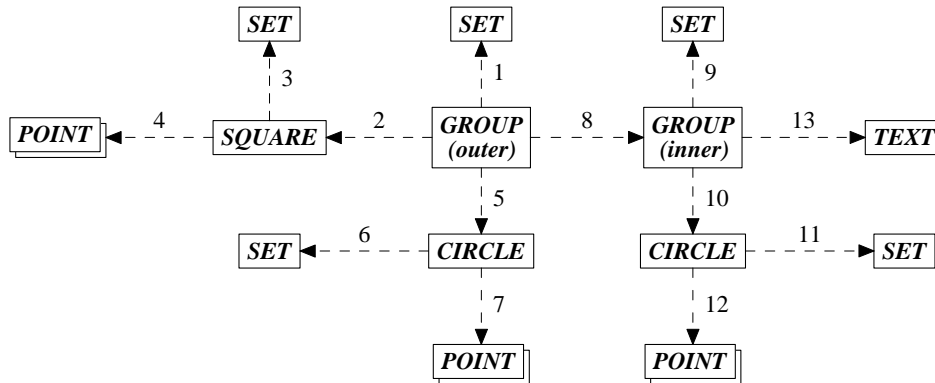 SET
SET
SET
3
1
9
POINT
4
SQUARE
2
GROUP
(outer)
8
GROUP
(inner)
13
TEXT
5
10
SET
6
CIRCLE
CIRCLE
11
SET
7
12
POINT
POINT